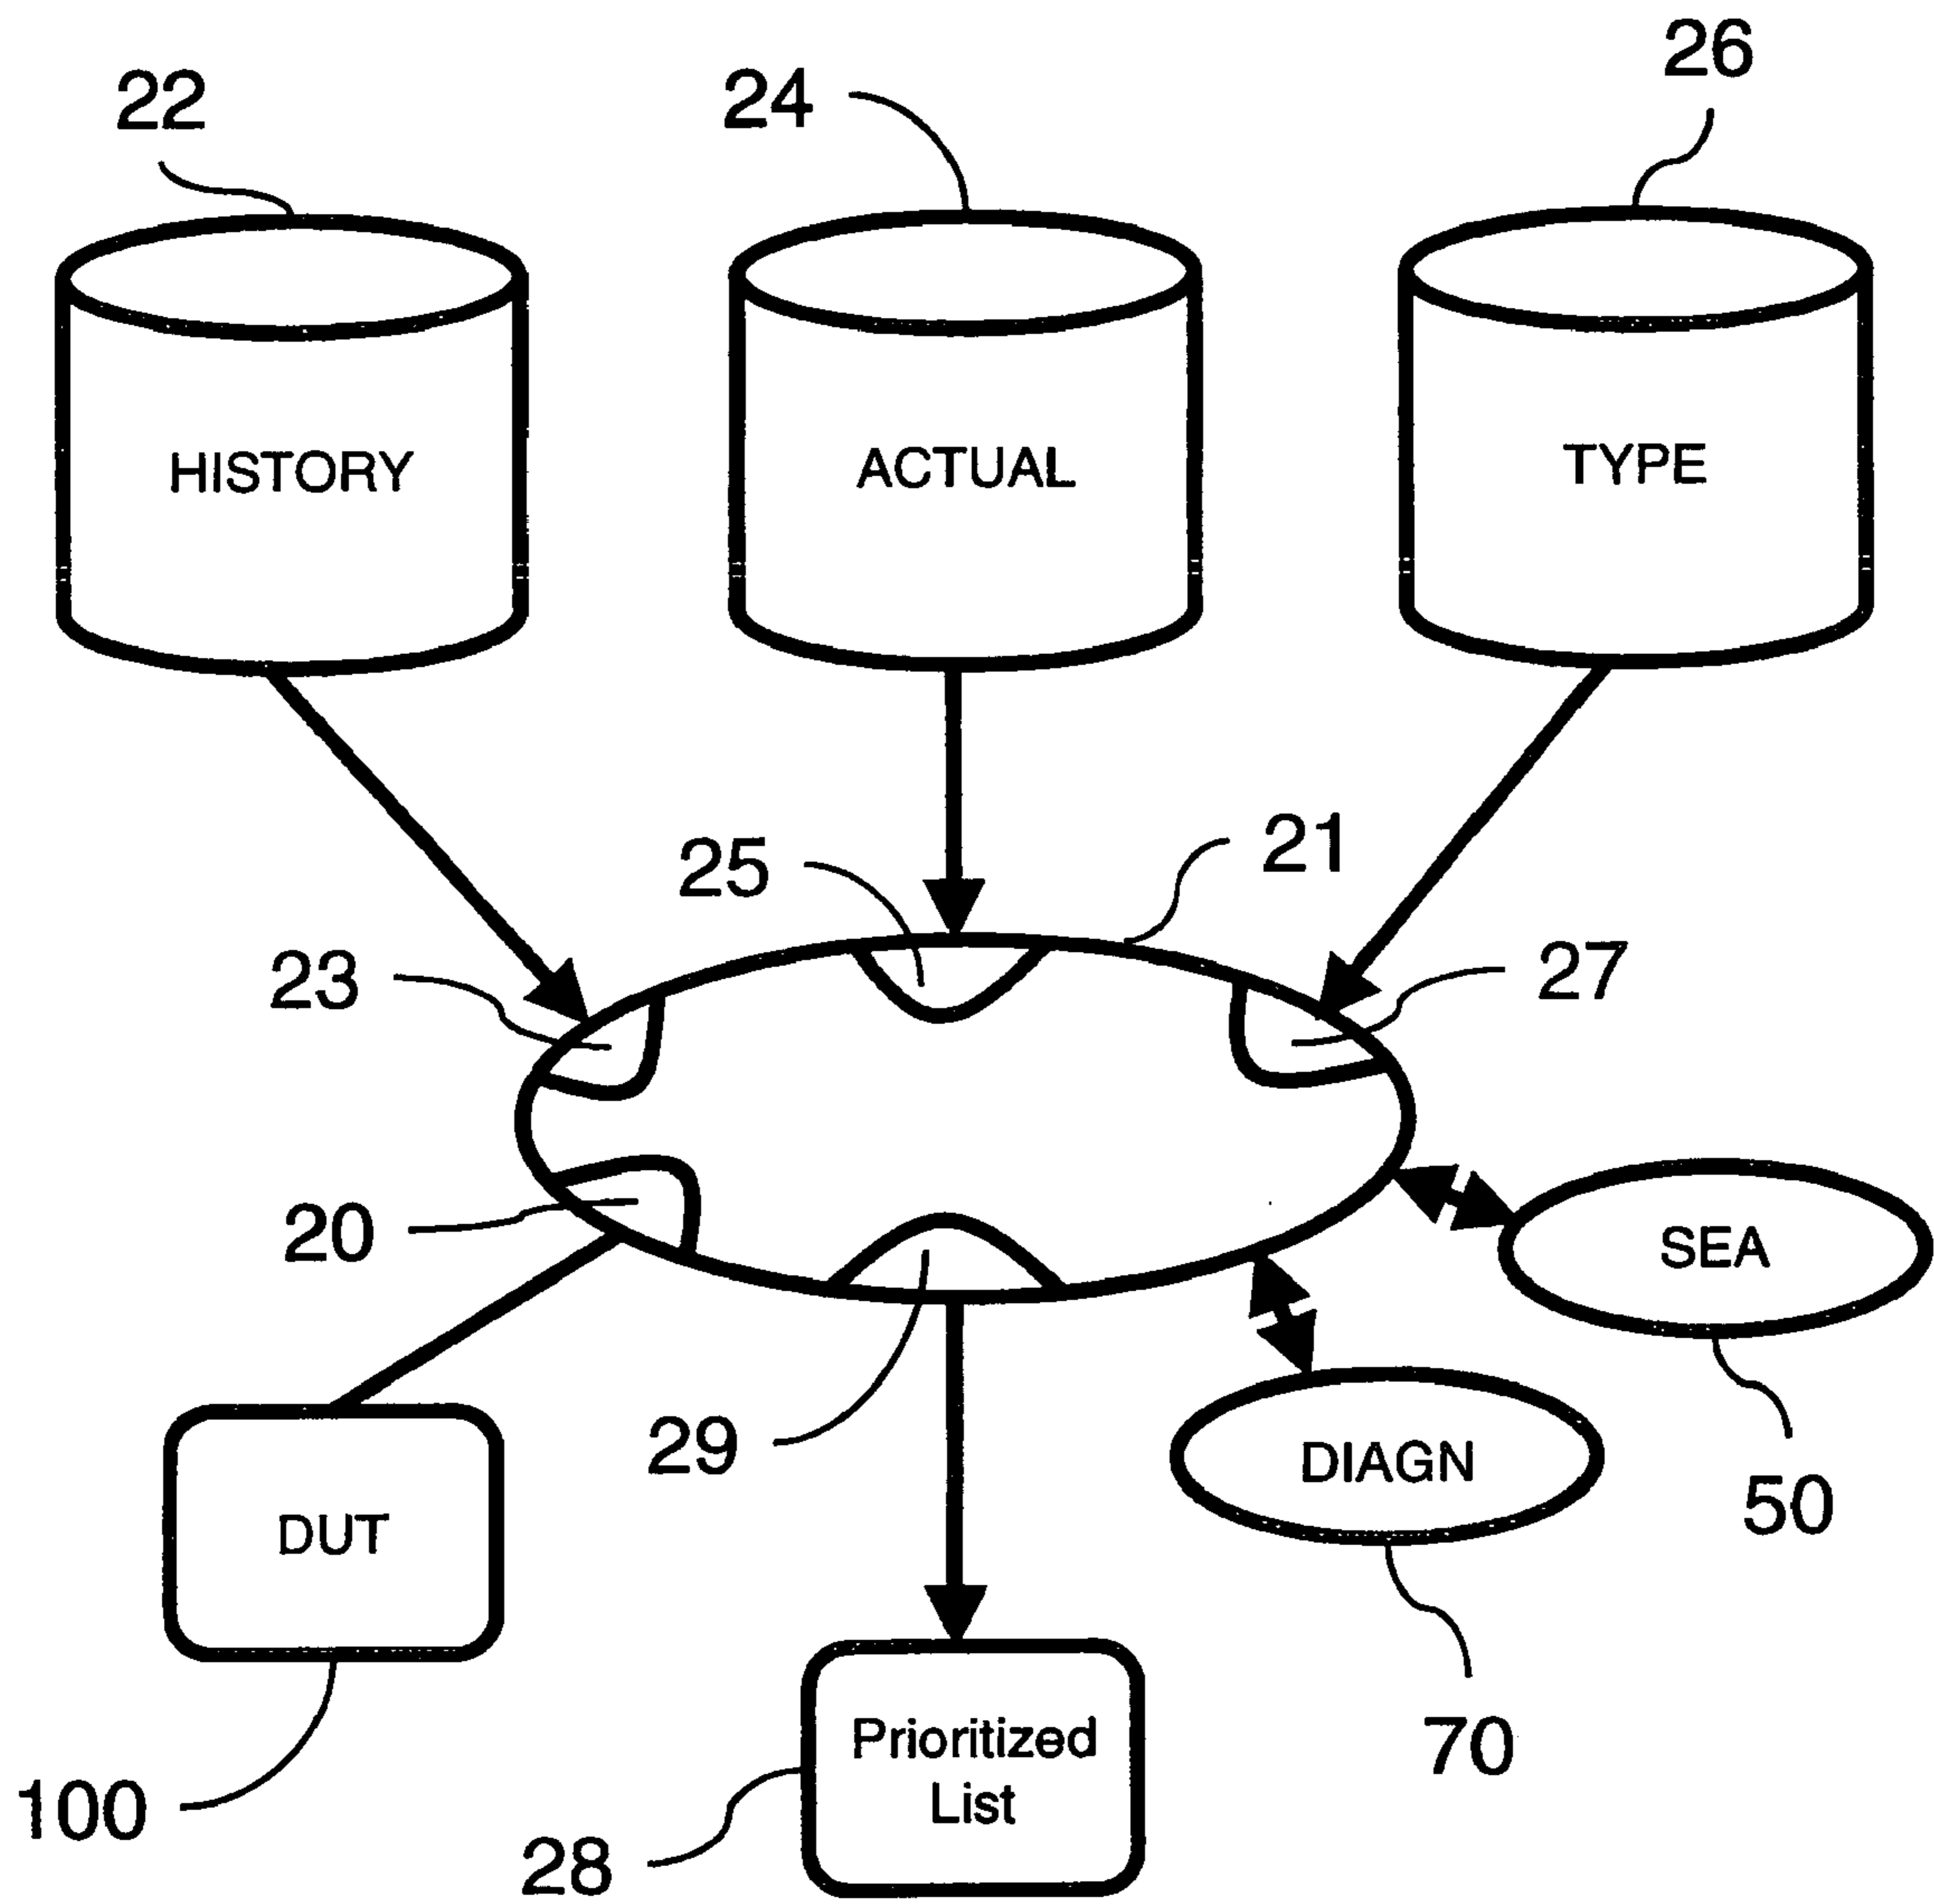 26
22
24
HISTORY
ACTUAL
TYPE
21
25
27
23
20
SEA
29
DIAGN
50
DUT
70
Prioritized
List
100
28